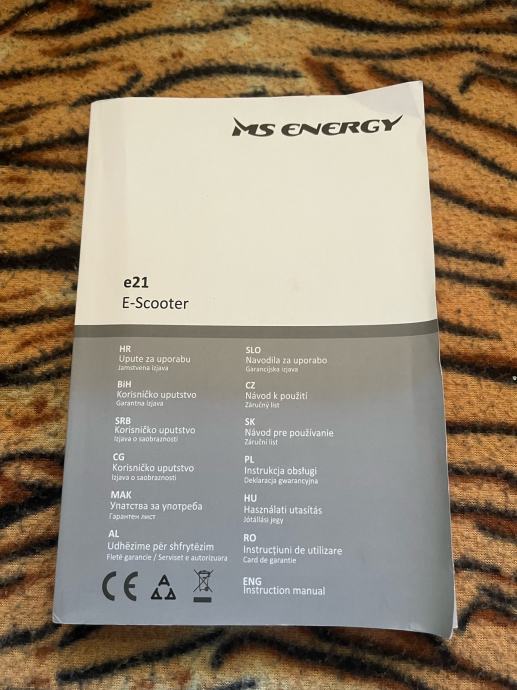 MS ENERGY
e21
E-Scooter
HR
Upute za uporabu
Jamstvena izjava
BiH
Korisničko uputstvo
Garantna izjava
SRB
Korisničko uputstvo
Izjava o saobraznosti
CG
Korisničko uputstvo
Izjava o saobraznosti
MAK
Упатства за употреба
Гарантен лист
AL
Udhëzime për shfrytëzim
Fletë garancie / Serviset e autorizuara
SLO
Navodila za uporabo
Garancijska izjava
CZ
Návod k použití
Záručný list
SK
Návod pre používanie
Záruční list
PL
Instrukcja obsługi
Deklaracja gwarancyjna
HU
Használati utasítás
Jótállási jegy
RO
Instrucțiuni de utilizare
Card de garantie
ENG
Instruction manual
CE